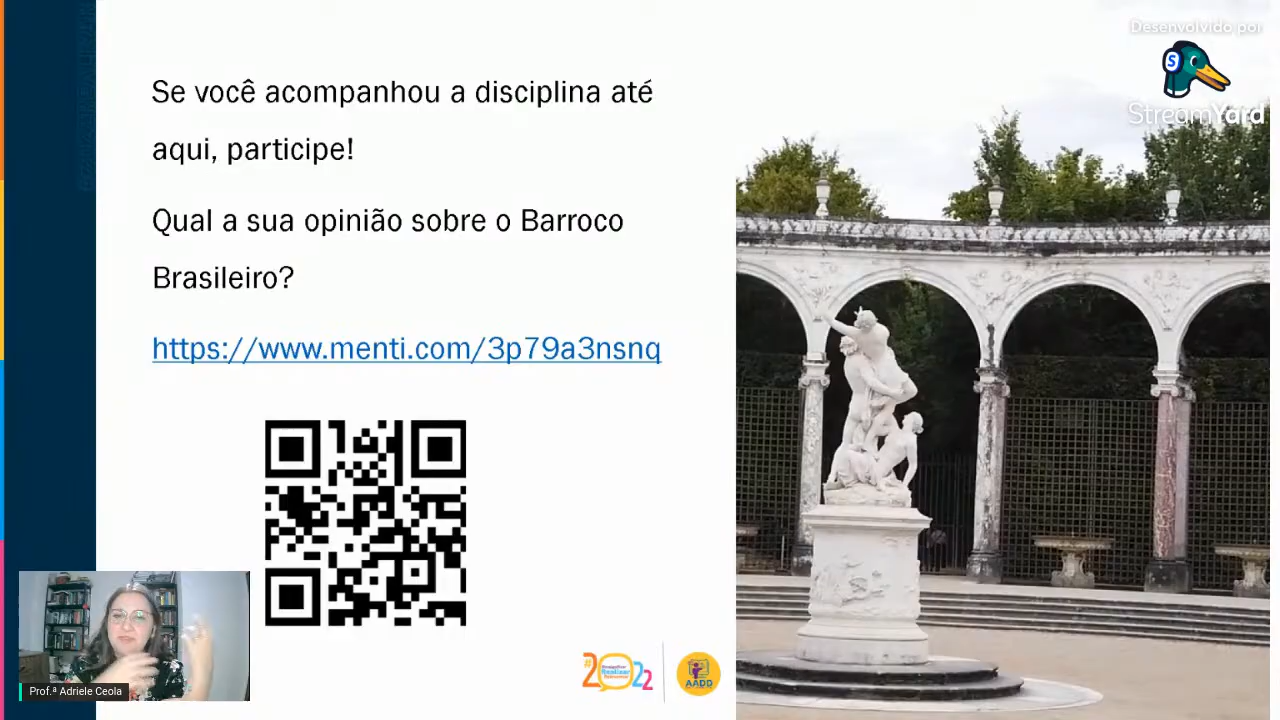 Desenvolvido por
StreamYard
Se você acompanhou a disciplina até
aqui, participe!
Qual a sua opinião sobre o Barroco
Brasileiro?
https://www.menti.com/3p79a3nsnq
S
Prof.ª Adriele Ceola
#2022
AADD